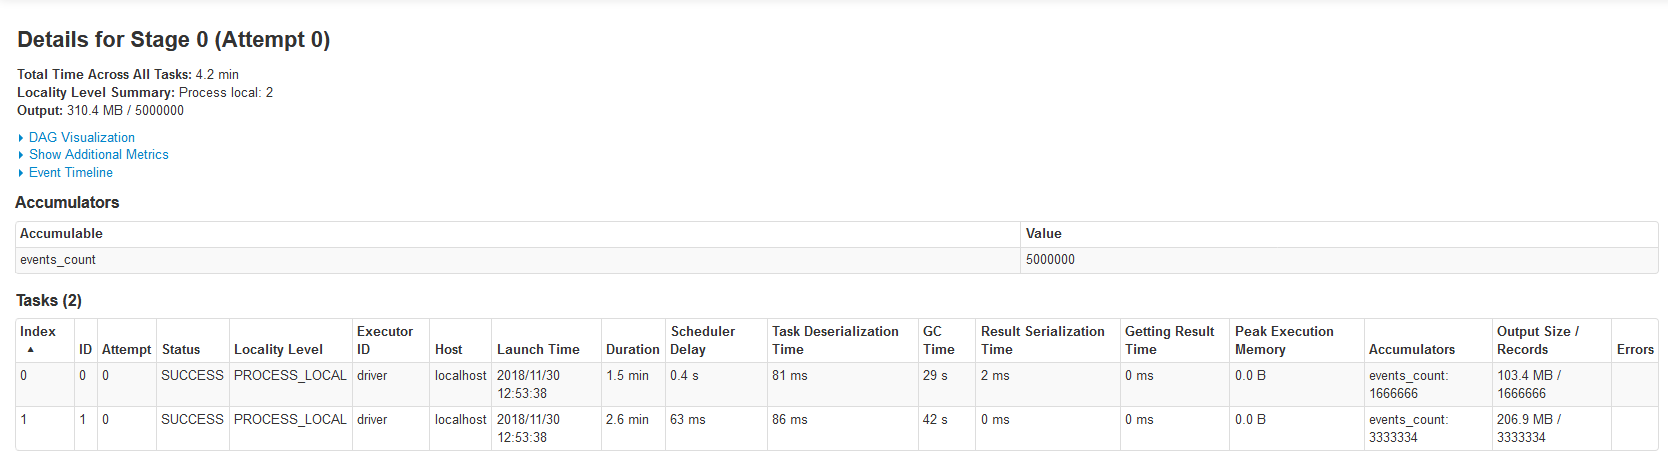 Details for Stage 0 (Attempt 0)
Total Time Across All Tasks: 4.2 min
Locality Level Summary: Process local: 2
Output: 310.4 MB / 5000000
DAG Visualization
Show Additional Metrics
Event Timeline
Accumulators
Accumulable Value
events_count 5000000
Tasks (2)
Index ID Attempt Status Locality Level Executor ID Host Launch Time Duration Scheduler Delay Task Deserialization Time GC Time Result Serialization Time Getting Result Time Peak Execution Memory Accumulators Output Size / Records Errors
0 0 0 SUCCESS PROCESS_LOCAL driver localhost 2018/11/30 12:53:38 1.5 min 0.4 s 81 ms 29 s 2 ms 0 ms 0.0 B events_count: 1666666 103.4 MB / 1666666
1 1 0 SUCCESS PROCESS_LOCAL driver localhost 2018/11/30 12:53:38 2.6 min 63 ms 86 ms 42 s 0 ms 0 ms 0.0 B events_count: 3333334 206.9 MB / 3333334